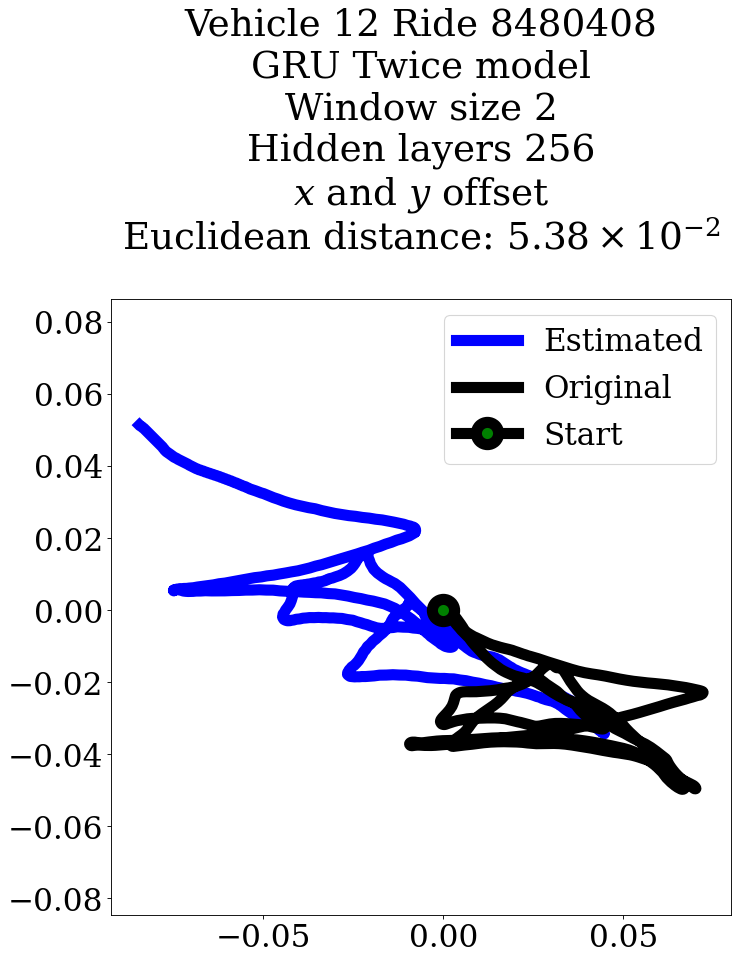 Vehicle 12 Ride 8480408
GRU Twice model
Window size 2
Hidden layers 256
x and y offset
Euclidean distance: 5.38 × 10⁻²
Estimated
Original
Start
0.08
0.06
0.04
0.02
0.00
−0.02
−0.04
−0.06
−0.08
−0.05 0.00 0.05